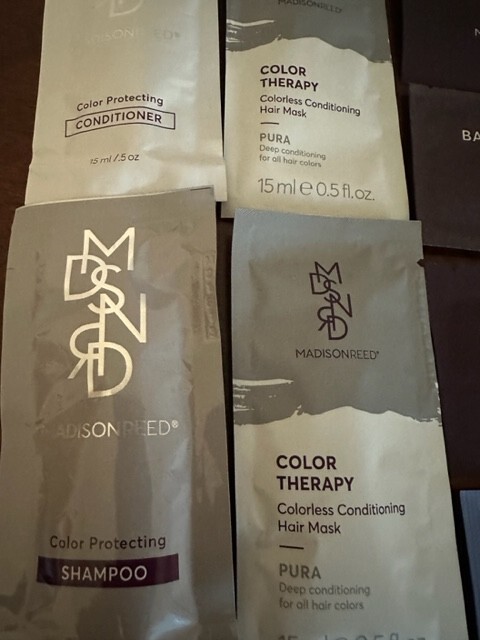 MADISONREED®
Color Protecting
CONDITIONER
15 ml /.5 oz
MADISONREED®
COLOR
THERAPY
Colorless Conditioning
Hair Mask
PURA
Deep conditioning
for all hair colors
15 ml e 0.5 fl.oz.
BA
MDSNRD
MADISONREED®
Color Protecting
SHAMPOO
MDSNRD
MADISONREED®
COLOR
THERAPY
Colorless Conditioning
Hair Mask
PURA
Deep conditioning
for all hair colors